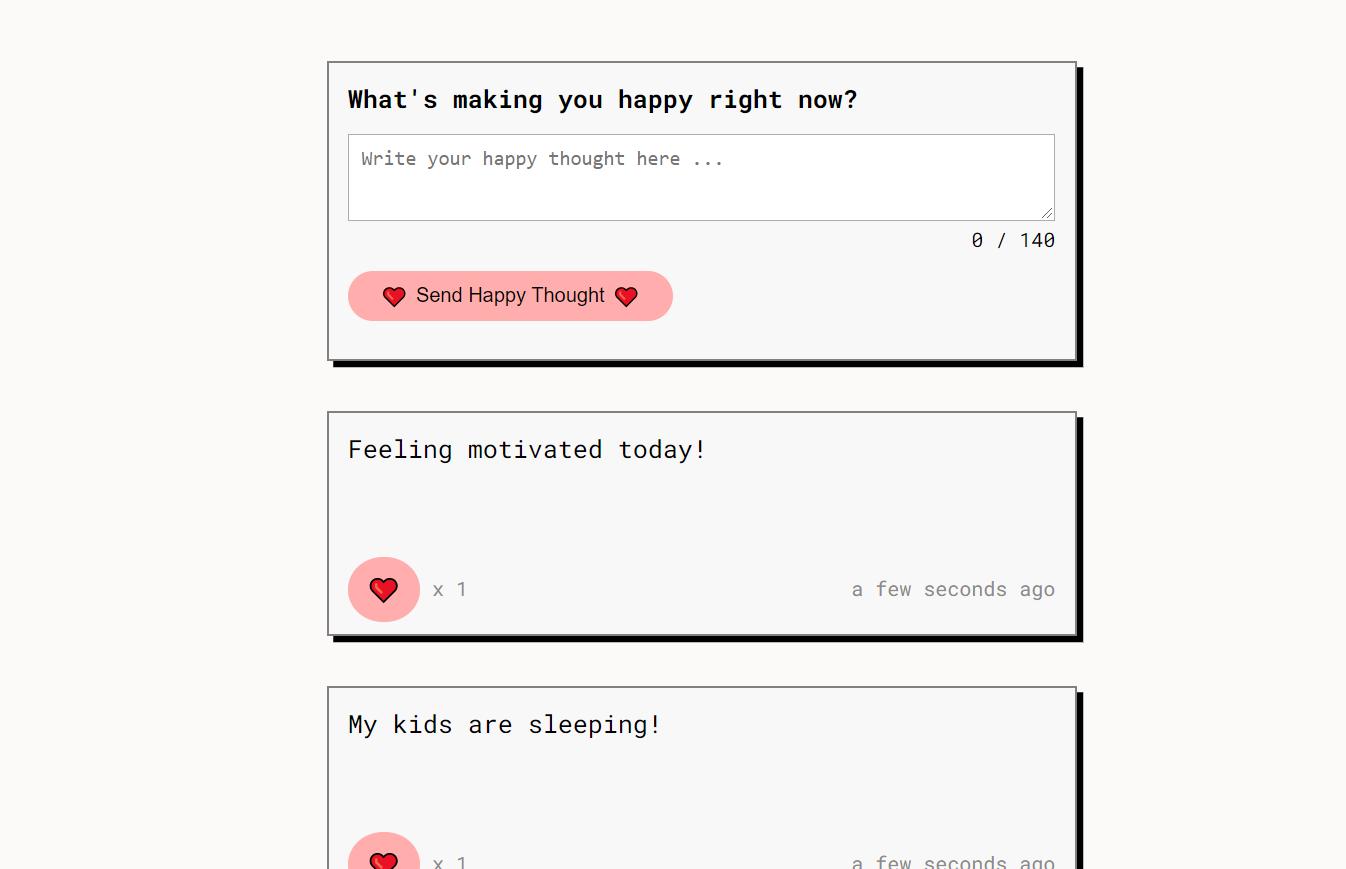 What's making you happy right now?
Write your happy thought here ...
0 / 140
Send Happy Thought
Feeling motivated today!
x 1 a few seconds ago
My kids are sleeping!
x 1 a few seconds ago